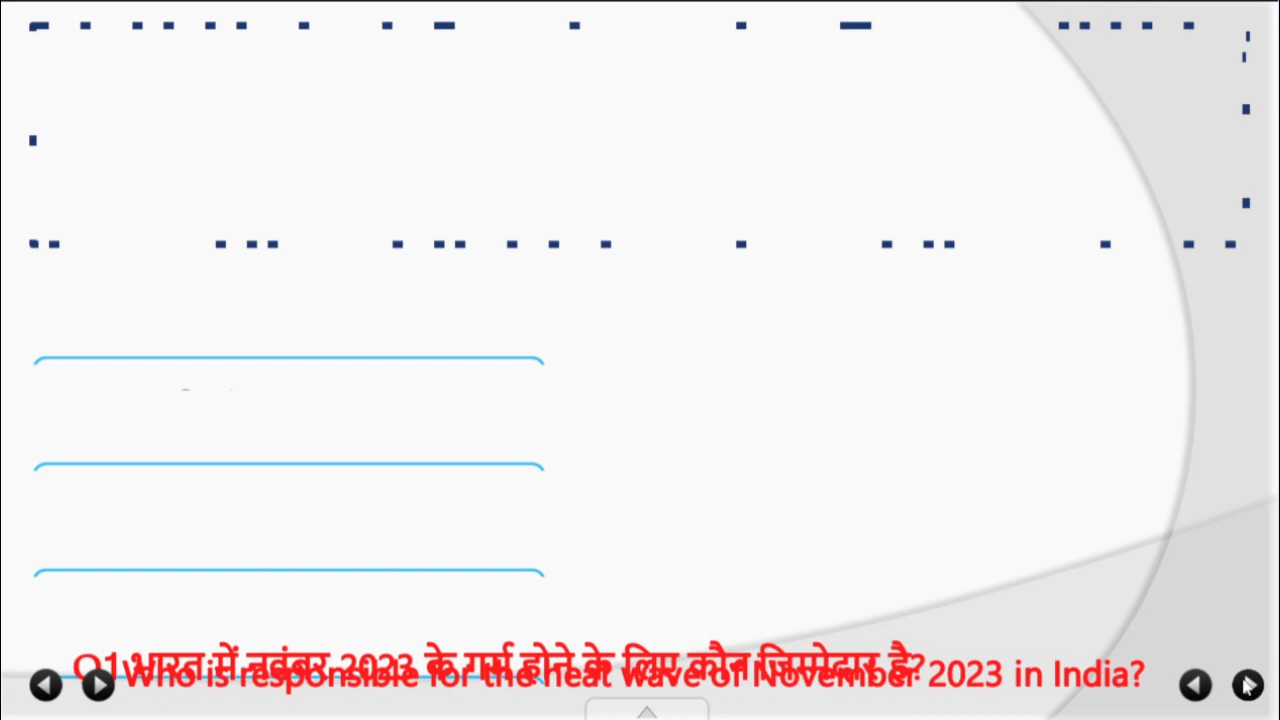 Q1 भारत में नवंबर 2023 के गर्म होने के लिए कौन जिम्मेदार है?
Who is responsible for the heat wave of November 2023 in India?